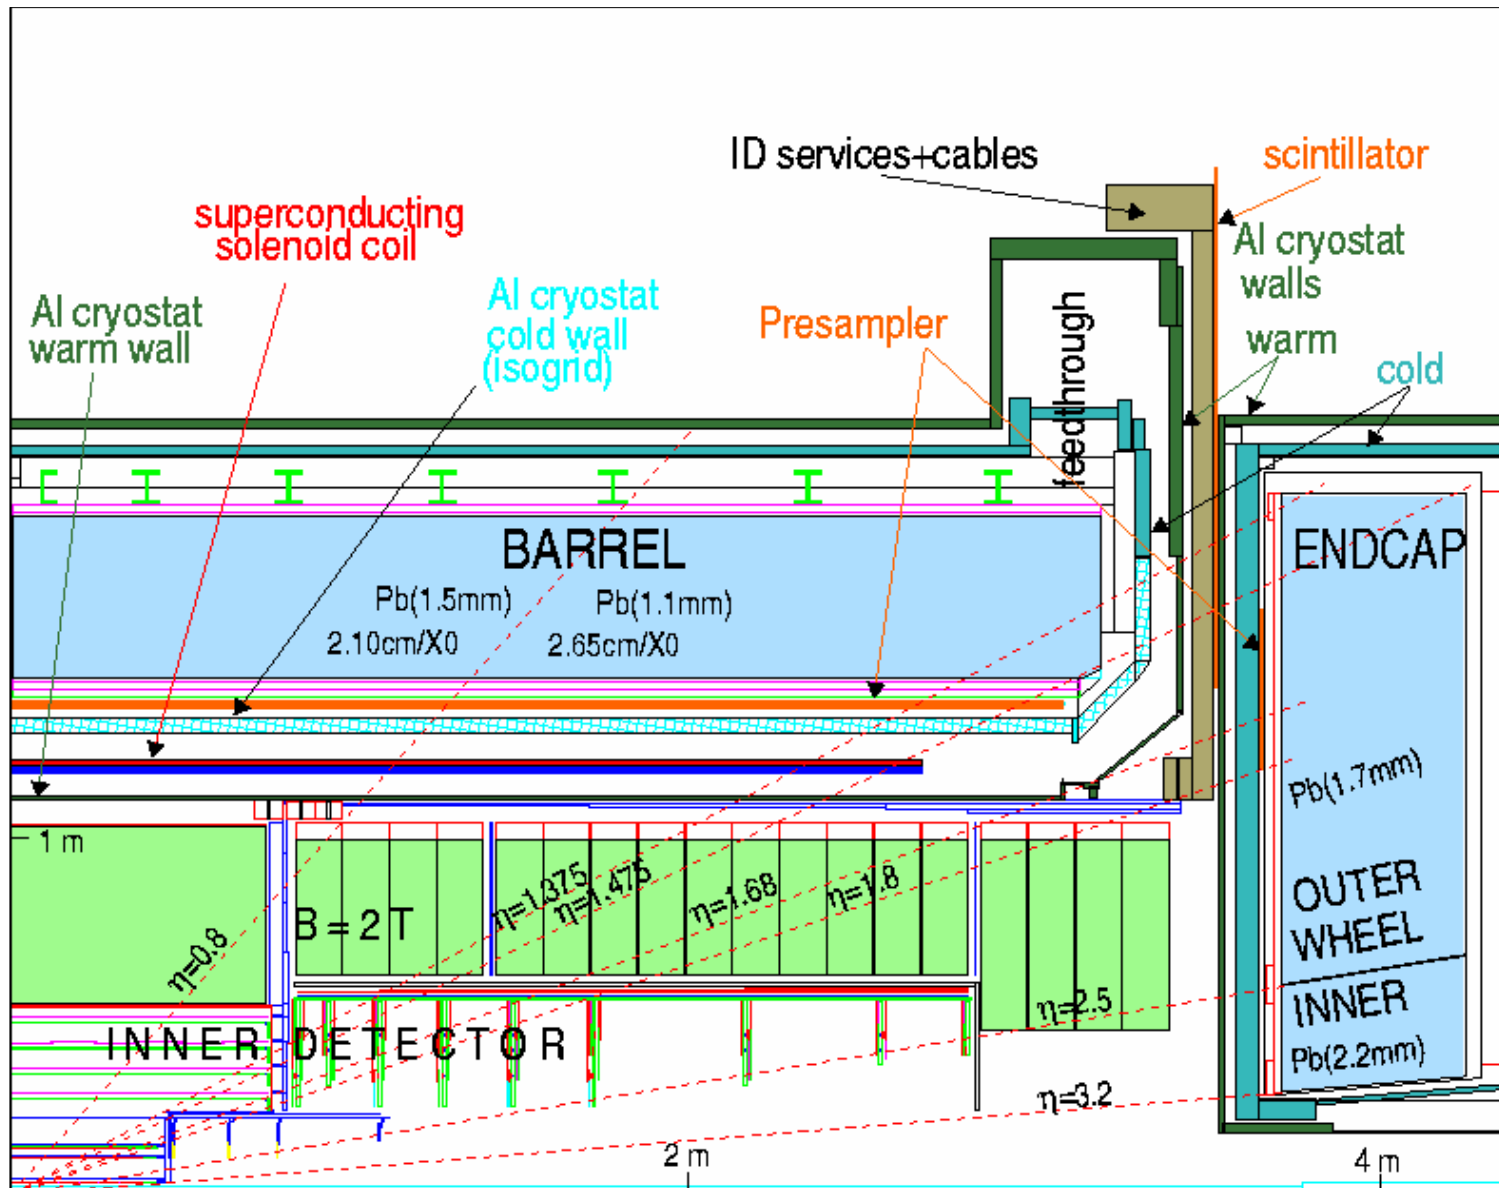 ID services+cables
scintillator
superconducting
solenoid coil
Al cryostat
walls
Al cryostat
cold wall
(isogrid)
Al cryostat
warm wall
Presampler
feedthrough
warm
cold
BARREL
ENDCAP
Pb(1.5mm)
Pb(1.1mm)
2.10cm/X0
2.65cm/X0
Pb(1.7mm)
1 m
η=1.375
η=1.475
η=1.68
η=1.8
OUTER
WHEEL
B = 2 T
η=0.8
η=2.5
INNER
INNER DETECTOR
Pb(2.2mm)
η=3.2
2 m
4 m